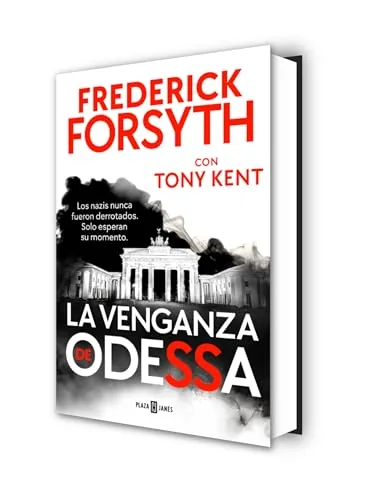 FREDERICK
FORSYTH
CON
TONY KENT
Los nazis nunca
fueron derrotados.
Solo esperan
su momento.
LA VENGANZA
DE
ODESSA
PLAZA JANÉS